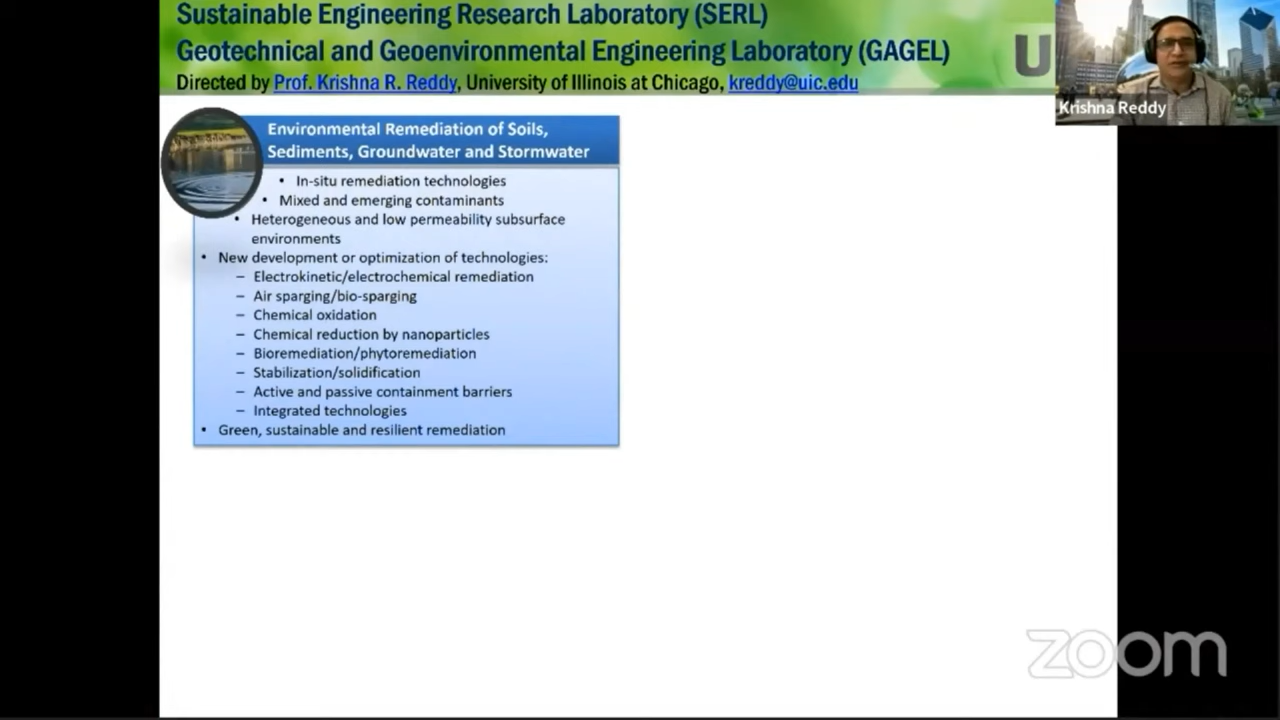 Sustainable Engineering Research Laboratory (SERL)
Geotechnical and Geoenvironmental Engineering Laboratory (GAGEL)
Directed by Prof. Krishna R. Reddy, University of Illinois at Chicago, kreddy@uic.edu
U
Krishna Reddy
Environmental Remediation of Soils,
Sediments, Groundwater and Stormwater
• In-situ remediation technologies
• Mixed and emerging contaminants
• Heterogeneous and low permeability subsurface
environments
• New development or optimization of technologies:
– Electrokinetic/electrochemical remediation
– Air sparging/bio-sparging
– Chemical oxidation
– Chemical reduction by nanoparticles
– Bioremediation/phytoremediation
– Stabilization/solidification
– Active and passive containment barriers
– Integrated technologies
• Green, sustainable and resilient remediation
zoom